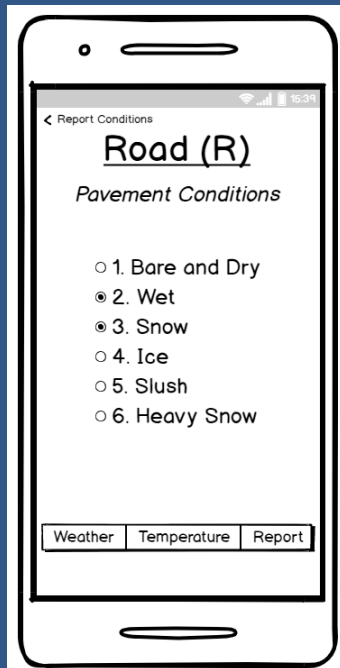 15:39
Report Conditions
Road (R)
Pavement Conditions
1. Bare and Dry
2. Wet
3. Snow
4. Ice
5. Slush
6. Heavy Snow
Weather Temperature Report